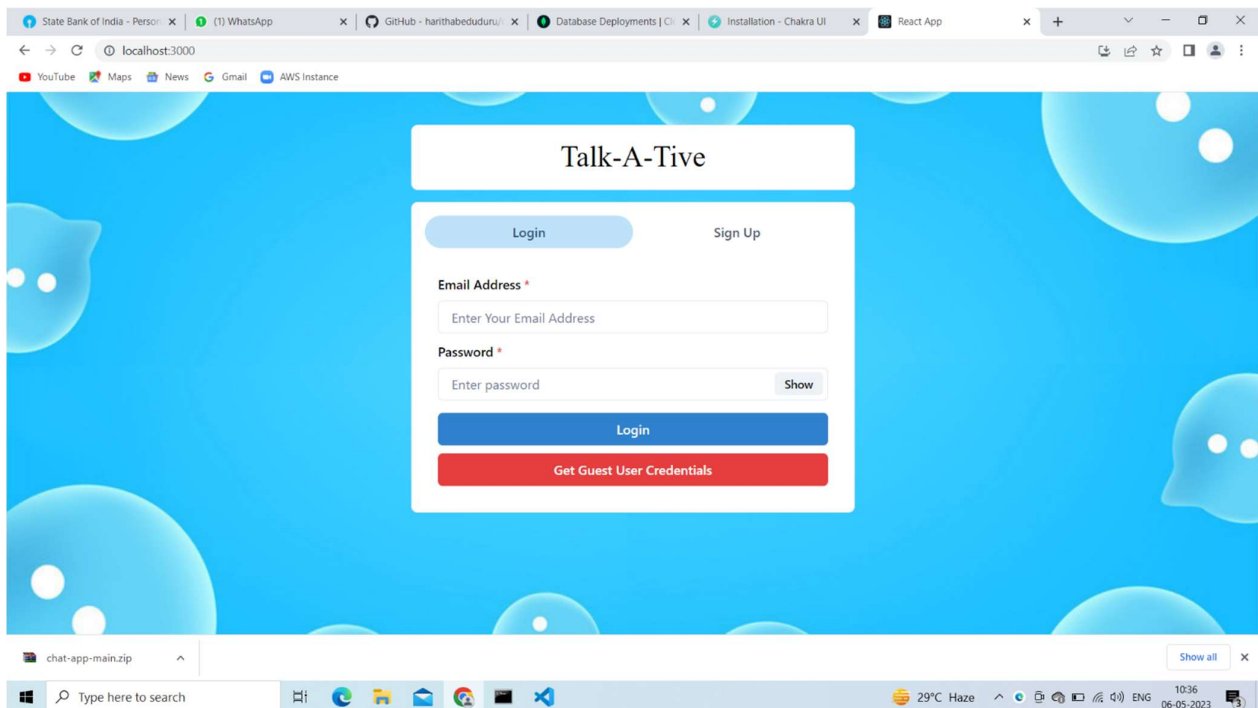 State Bank of India - Person
(1) WhatsApp
GitHub - harithabeduduru/
Database Deployments | Cl
Installation - Chakra UI
React App
localhost:3000
YouTube
Maps
News
Gmail
AWS Instance
Talk-A-Tive
Login
Sign Up
Email Address *
Enter Your Email Address
Password *
Enter password
Show
Login
Get Guest User Credentials
chat-app-main.zip
Show all
Type here to search
29°C Haze
ENG
10:36
06-05-2023
3